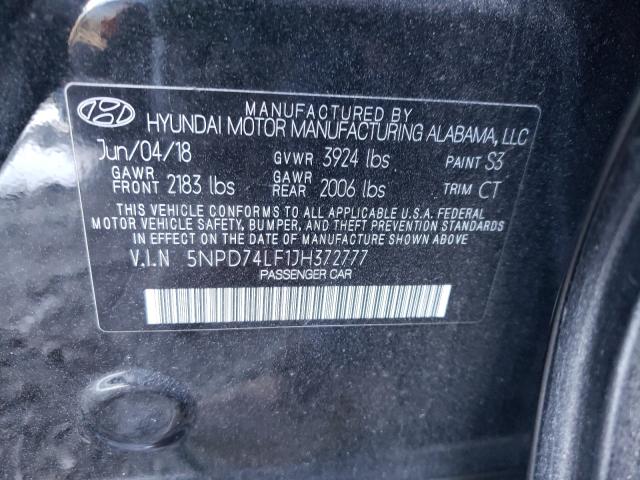 MANUFACTURED BY
HYUNDAI MOTOR MANUFACTURING ALABAMA, LLC
Jun/04/18 GVWR 3924 lbs PAINT S3
GAWR FRONT 2183 lbs GAWR REAR 2006 lbs TRIM CT
THIS VEHICLE CONFORMS TO ALL APPLICABLE U.S.A. FEDERAL
MOTOR VEHICLE SAFETY, BUMPER, AND THEFT PREVENTION STANDARDS
IN EFFECT ON THE DATE OF MANUFACTURE SHOWN ABOVE
V.I.N 5NPD74LF1JH372777
PASSENGER CAR